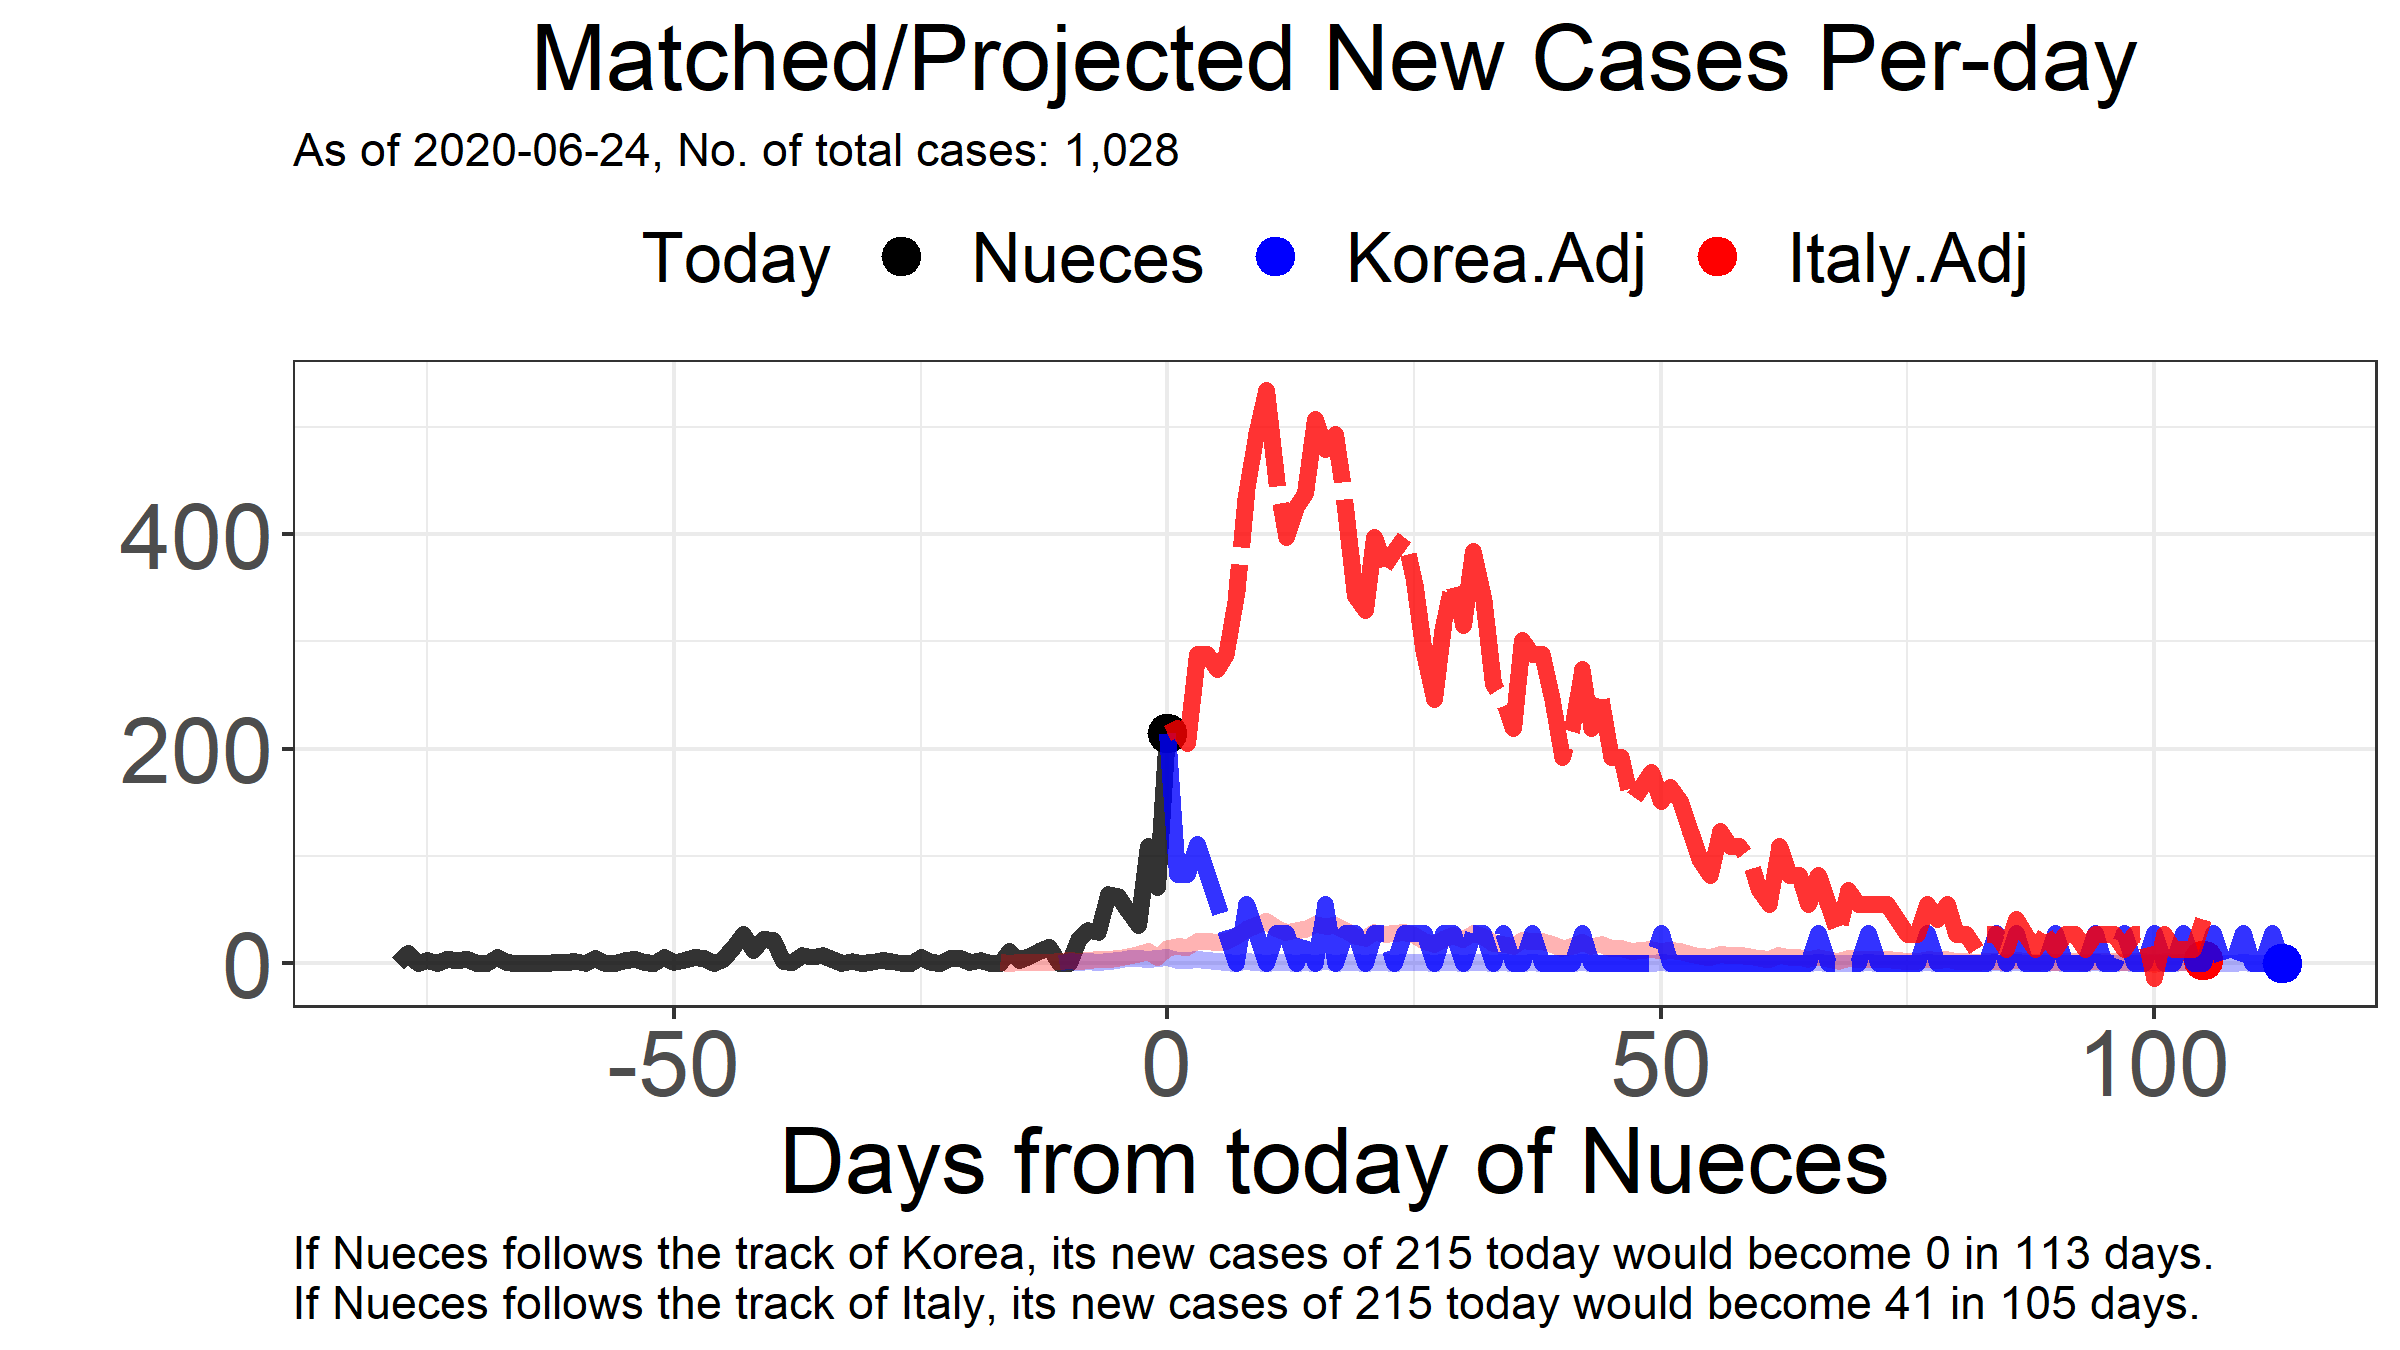 Matched/Projected New Cases Per-day
As of 2020-06-24, No. of total cases: 1,028
Today Nueces Korea.Adj Italy.Adj
400
200
0
-50 0 50 100
Days from today of Nueces
If Nueces follows the track of Korea, its new cases of 215 today would become 0 in 113 days.
If Nueces follows the track of Italy, its new cases of 215 today would become 41 in 105 days.